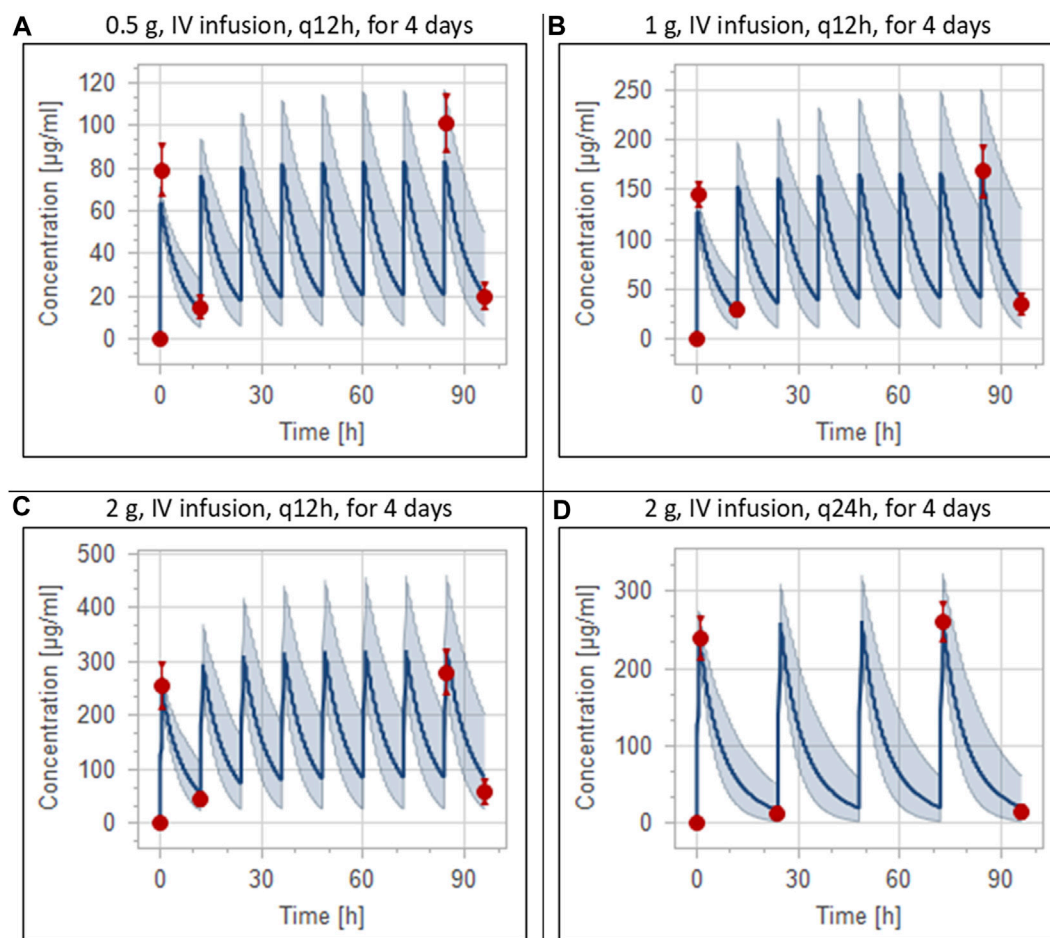 A 0.5 g, IV infusion, q12h, for 4 days
Concentration [µg/ml]
120
100
80
60
40
20
0
0 30 60 90
Time [h]
B 1 g, IV infusion, q12h, for 4 days
Concentration [µg/ml]
250
200
150
100
50
0
0 30 60 90
Time [h]
C 2 g, IV infusion, q12h, for 4 days
Concentration [µg/ml]
500
400
300
200
100
0
0 30 60 90
Time [h]
D 2 g, IV infusion, q24h, for 4 days
Concentration [µg/ml]
300
200
100
0
0 30 60 90
Time [h]